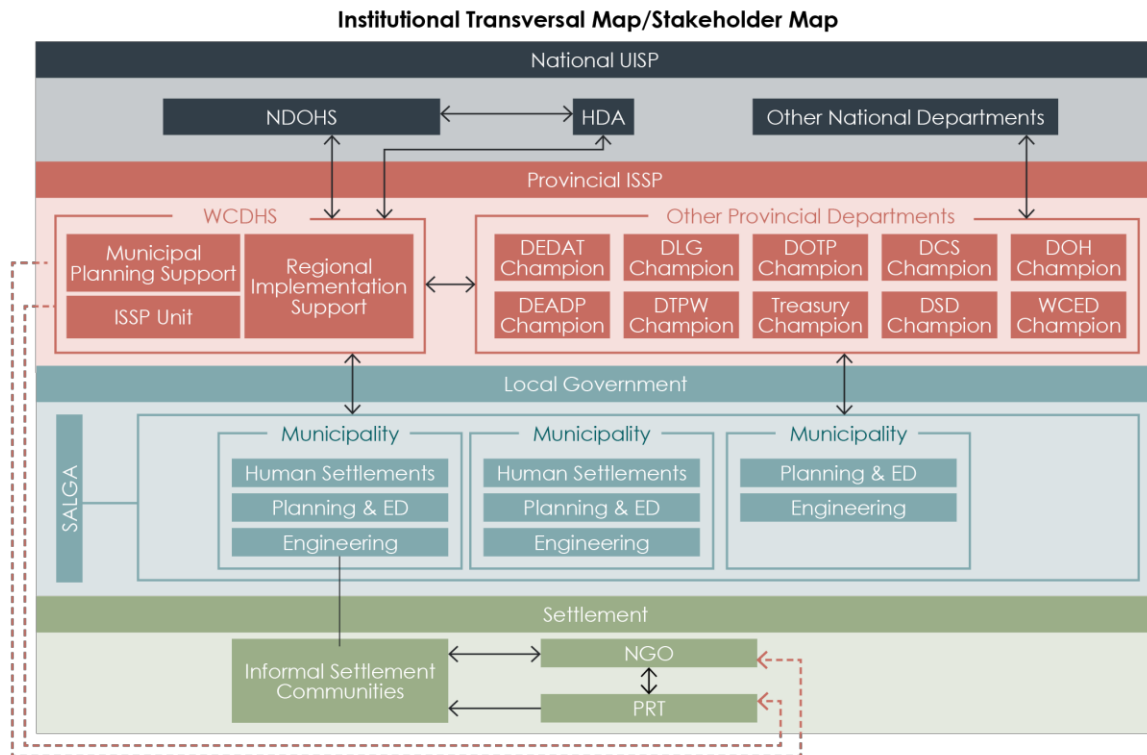 Institutional Transversal Map/Stakeholder Map
National UISP
NDOHS
HDA
Other National Departments
Provincial ISSP
WCDHS
Municipal
Planning Support
ISSP Unit
Regional
Implementation
Support
Other Provincial Departments
DEDAT
Champion
DLG
Champion
DOTP
Champion
DCS
Champion
DOH
Champion
DEADP
Champion
DTPW
Champion
Treasury
Champion
DSD
Champion
WCED
Champion
Local Government
SALGA
Municipality
Human Settlements
Planning & ED
Engineering
Municipality
Human Settlements
Planning & ED
Engineering
Municipality
Planning & ED
Engineering
Settlement
Informal Settlement
Communities
NGO
PRT